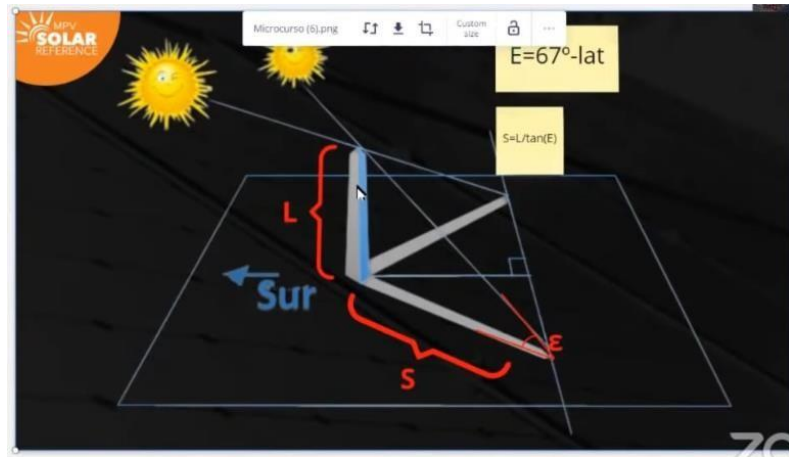 MPV
SOLAR
REFERENCE
Microcurso (6).png
Custom
size
E=67º-lat
S=L/tan(E)
L
Sur
S
ε